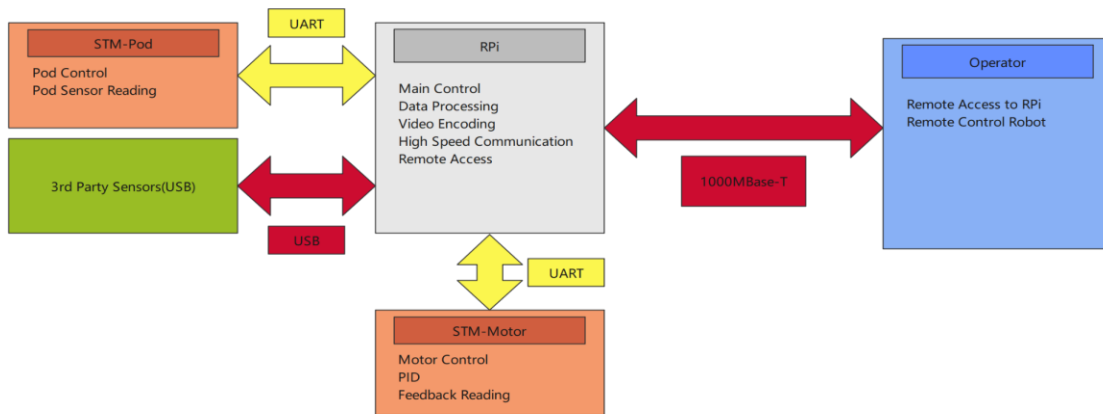 UART
STM-Pod
Pod Control
Pod Sensor Reading
3rd Party Sensors(USB)
USB
RPi
Main Control
Data Processing
Video Encoding
High Speed Communication
Remote Access
1000MBase-T
Operator
Remote Access to RPi
Remote Control Robot
UART
STM-Motor
Motor Control
PID
Feedback Reading